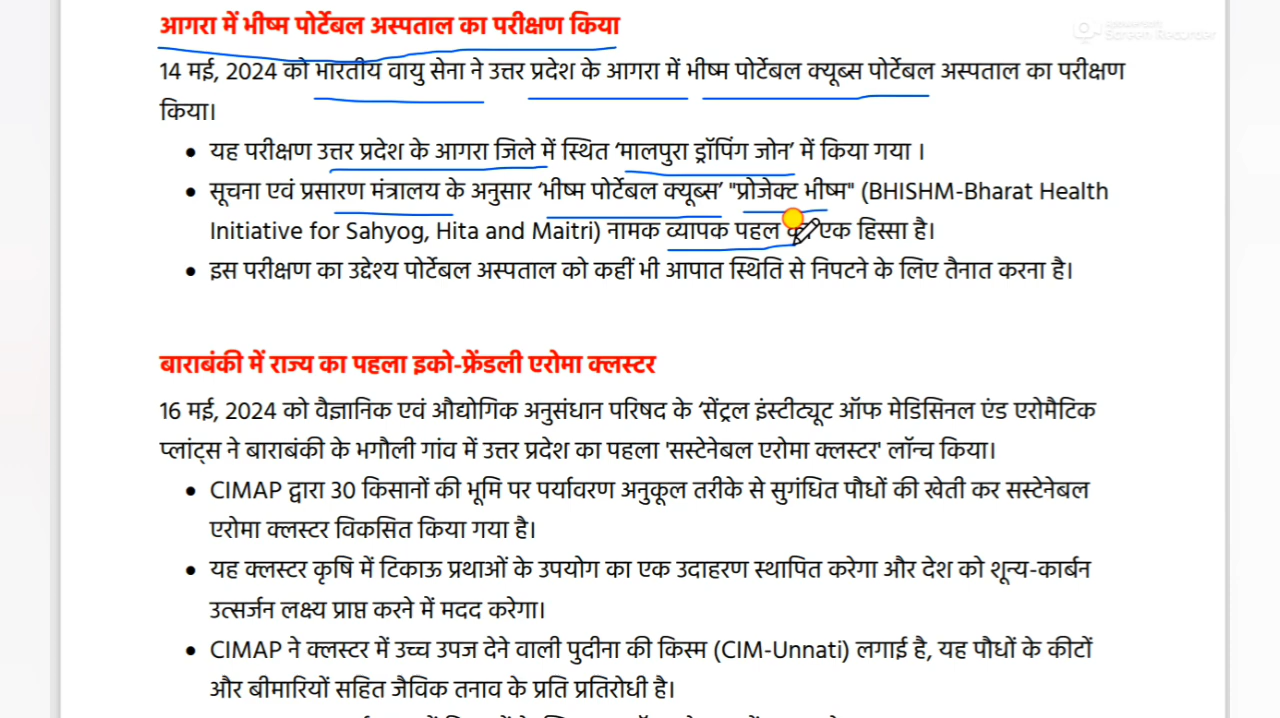 आगरा में भीष्म पोर्टेबल अस्पताल का परीक्षण किया
14 मई, 2024 को भारतीय वायु सेना ने उत्तर प्रदेश के आगरा में भीष्म पोर्टेबल क्यूब्स पोर्टेबल अस्पताल का परीक्षण
किया।
• यह परीक्षण उत्तर प्रदेश के आगरा जिले में स्थित ‘मालपुरा ड्रॉपिंग जोन’ में किया गया ।
• सूचना एवं प्रसारण मंत्रालय के अनुसार ‘भीष्म पोर्टेबल क्यूब्स’ "प्रोजेक्ट भीष्म" (BHISHM-Bharat Health
Initiative for Sahyog, Hita and Maitri) नामक व्यापक पहल एक हिस्सा है।
• इस परीक्षण का उद्देश्य पोर्टेबल अस्पताल को कहीं भी आपात स्थिति से निपटने के लिए तैनात करना है।
बाराबंकी में राज्य का पहला इको-फ्रेंडली एरोमा क्लस्टर
16 मई, 2024 को वैज्ञानिक एवं औद्योगिक अनुसंधान परिषद के ‘सेंट्रल इंस्टीट्यूट ऑफ मेडिसिनल एंड एरोमैटिक
प्लांट्स ने बाराबंकी के भगौली गांव में उत्तर प्रदेश का पहला 'सस्टेनेबल एरोमा क्लस्टर' लॉन्च किया।
• CIMAP द्वारा 30 किसानों की भूमि पर पर्यावरण अनुकूल तरीके से सुगंधित पौधों की खेती कर सस्टेनेबल
एरोमा क्लस्टर विकसित किया गया है।
• यह क्लस्टर कृषि में टिकाऊ प्रथाओं के उपयोग का एक उदाहरण स्थापित करेगा और देश को शून्य-कार्बन
उत्सर्जन लक्ष्य प्राप्त करने में मदद करेगा।
• CIMAP ने क्लस्टर में उच्च उपज देने वाली पुदीना की किस्म (CIM-Unnati) लगाई है, यह पौधों के कीटों
और बीमारियों सहित जैविक तनाव के प्रति प्रतिरोधी है।
Screen Recorder